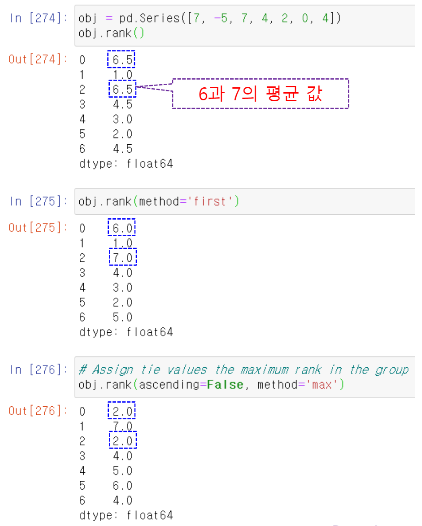 In [274]: obj = pd.Series([7, -5, 7, 4, 2, 0, 4])
obj.rank()
Out[274]: 0 6.5
1 1.0
2 6.5
6과 7의 평균 값
3 4.5
4 3.0
5 2.0
6 4.5
dtype: float64
In [275]: obj.rank(method='first')
Out[275]: 0 6.0
1 1.0
2 7.0
3 4.0
4 3.0
5 2.0
6 5.0
dtype: float64
In [276]: # Assign tie values the maximum rank in the group
obj.rank(ascending=False, method='max')
Out[276]: 0 2.0
1 7.0
2 2.0
3 4.0
4 5.0
5 6.0
6 4.0
dtype: float64